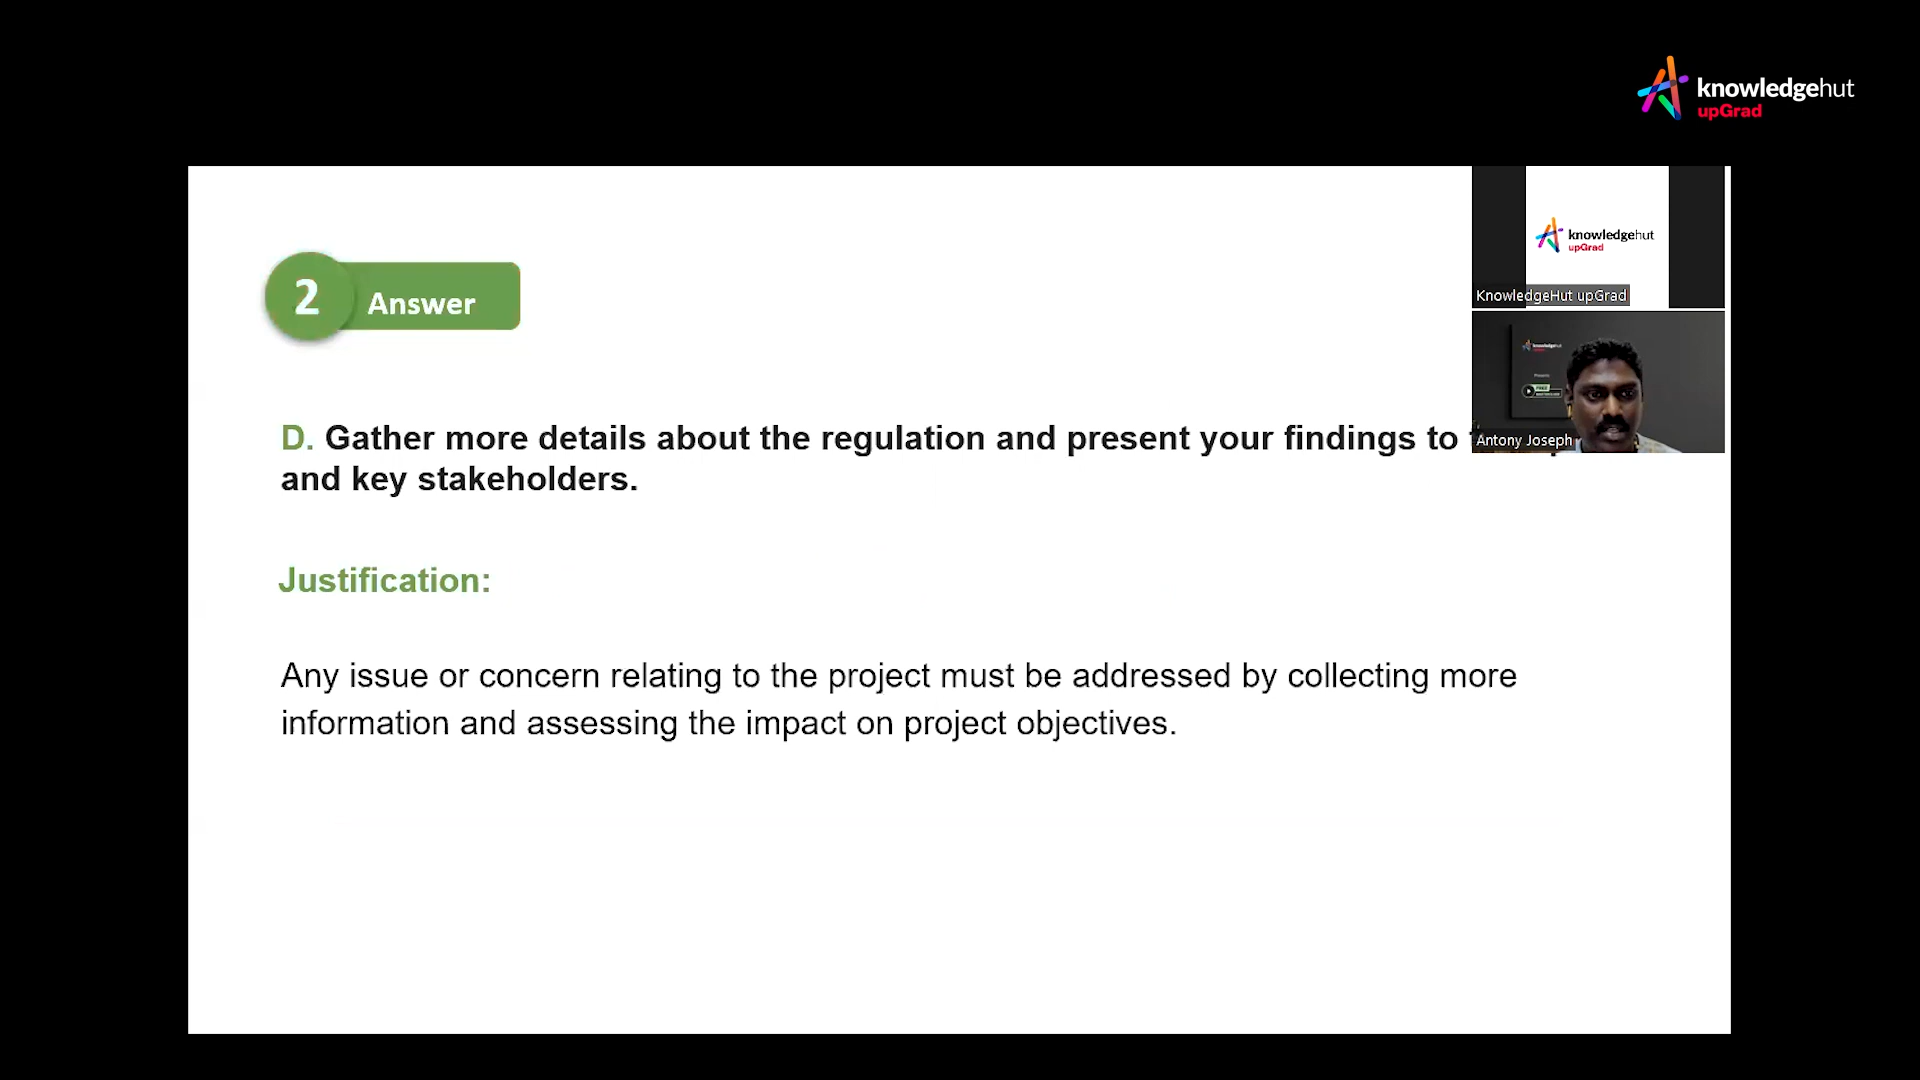 knowledgehut
upGrad
knowledgehut
upGrad
KnowledgeHut upGrad
2 Answer
D. Gather more details about the regulation and present your findings to
and key stakeholders.
Antony Joseph
Justification:
Any issue or concern relating to the project must be addressed by collecting more
information and assessing the impact on project objectives.